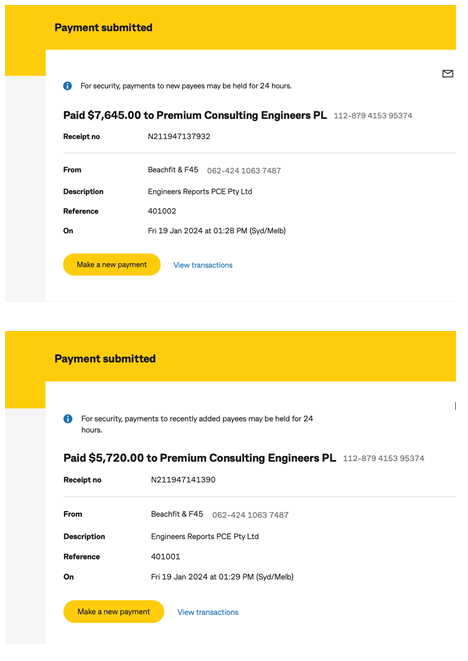 Payment submitted
For security, payments to new payees may be held for 24 hours.
Paid $7,645.00 to Premium Consulting Engineers PL 112-879 4153 95374
Receipt no N211947137932
From Beachfit & F45 062-424 1063 7487
Description Engineers Reports PCE Pty Ltd
Reference 401002
On Fri 19 Jan 2024 at 01:28 PM (Syd/Melb)
Make a new payment View transactions
Payment submitted
For security, payments to recently added payees may be held for 24
hours.
Paid $5,720.00 to Premium Consulting Engineers PL 112-879 4153 95374
Receipt no N211947141390
From Beachfit & F45 062-424 1063 7487
Description Engineers Reports PCE Pty Ltd
Reference 401001
On Fri 19 Jan 2024 at 01:29 PM (Syd/Melb)
Make a new payment View transactions